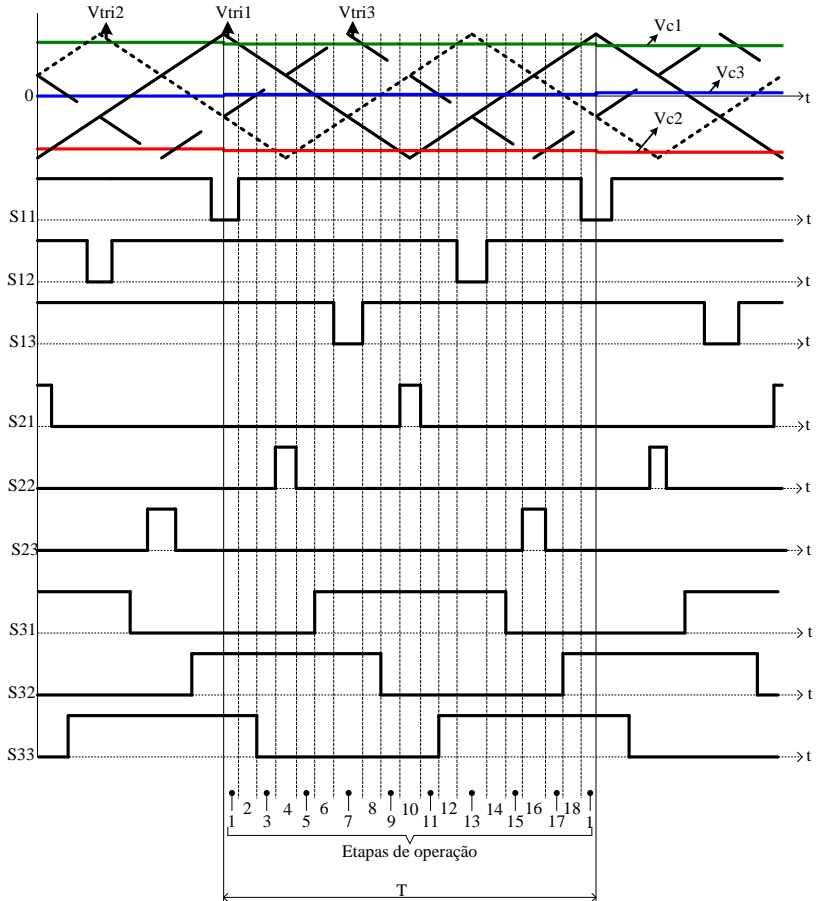 Vtri2 Vtri1 Vtri3
Vc1
0 Vc3 t
Vc2
S11 t
S12 t
S13 t
S21 t
S22 t
S23 t
S31 t
S32 t
S33 t
2 4 6 8 10 12 14 16 18
1 3 5 7 9 11 13 15 17 1
Etapas de operação
T